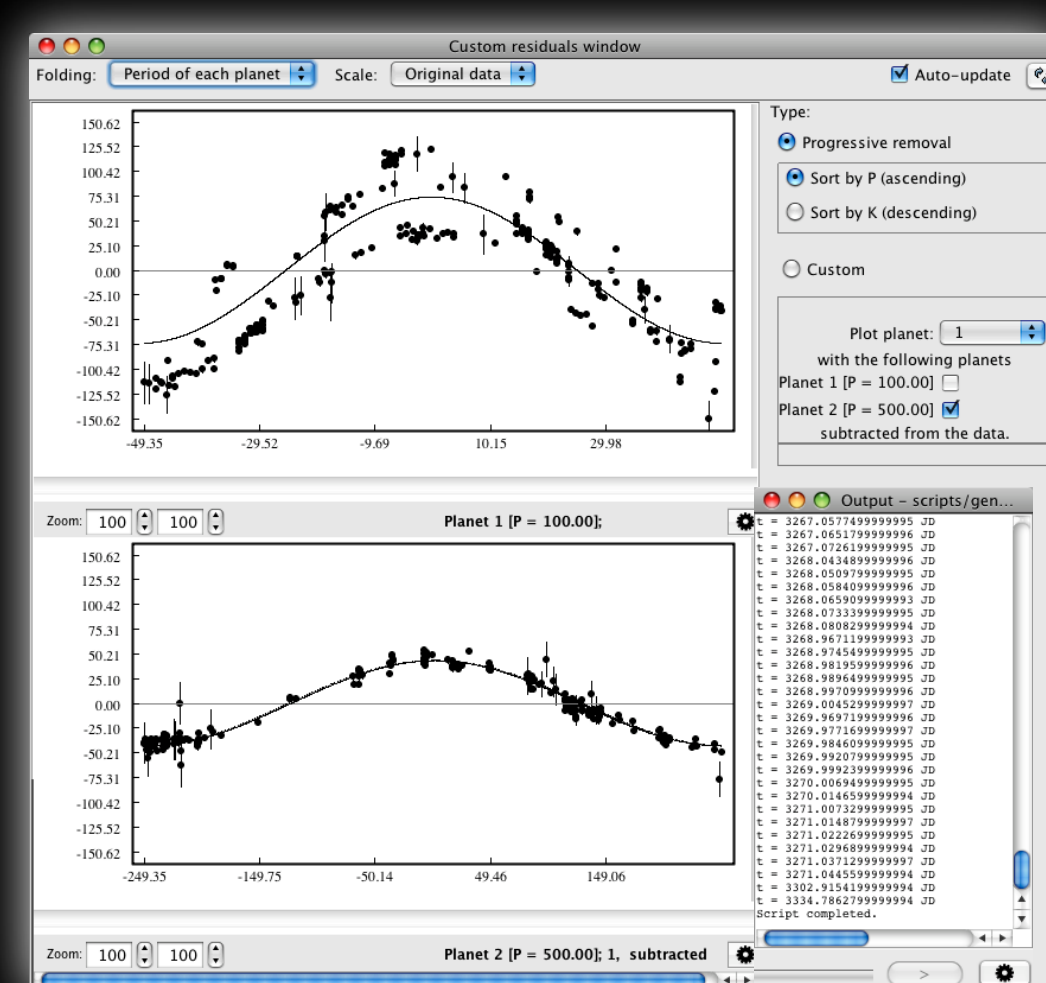 Custom residuals window
Folding: Period of each planet Scale: Original data Auto-update
150.62
125.52
100.42
75.31
50.21
25.10
0.00
-25.10
-50.21
-75.31
-100.42
-125.52
-150.62
-49.35 -29.52 -9.69 10.15 29.98
Type:
Progressive removal
Sort by P (ascending)
Sort by K (descending)
Custom
Plot planet: 1
with the following planets
Planet 1 [P = 100.00]
Planet 2 [P = 500.00]
subtracted from the data.
Zoom: 100 100 Planet 1 [P = 100.00];
150.62
125.52
100.42
75.31
50.21
25.10
0.00
-25.10
-50.21
-75.31
-100.42
-125.52
-150.62
-249.35 -149.75 -50.14 49.46 149.06
Zoom: 100 100 Planet 2 [P = 500.00]; 1, subtracted
Output – scripts/gen...
t = 3267.0577499999995 JD
t = 3267.0651799999996 JD
t = 3267.0726199999995 JD
t = 3268.0434899999996 JD
t = 3268.0509799999995 JD
t = 3268.0584099999996 JD
t = 3268.0659099999993 JD
t = 3268.0733399999995 JD
t = 3268.0808299999994 JD
t = 3268.9671199999993 JD
t = 3268.9745499999995 JD
t = 3268.9819599999996 JD
t = 3268.9896499999995 JD
t = 3268.9970999999996 JD
t = 3269.0045299999997 JD
t = 3269.9697199999996 JD
t = 3269.9771699999997 JD
t = 3269.9846099999995 JD
t = 3269.9920799999995 JD
t = 3269.9992399999996 JD
t = 3270.0069499999995 JD
t = 3270.0146599999994 JD
t = 3271.0073299999995 JD
t = 3271.0148799999997 JD
t = 3271.0222699999995 JD
t = 3271.0296899999994 JD
t = 3271.0371299999997 JD
t = 3271.0445599999994 JD
t = 3302.9154199999994 JD
t = 3334.7862799999994 JD
Script completed.
>